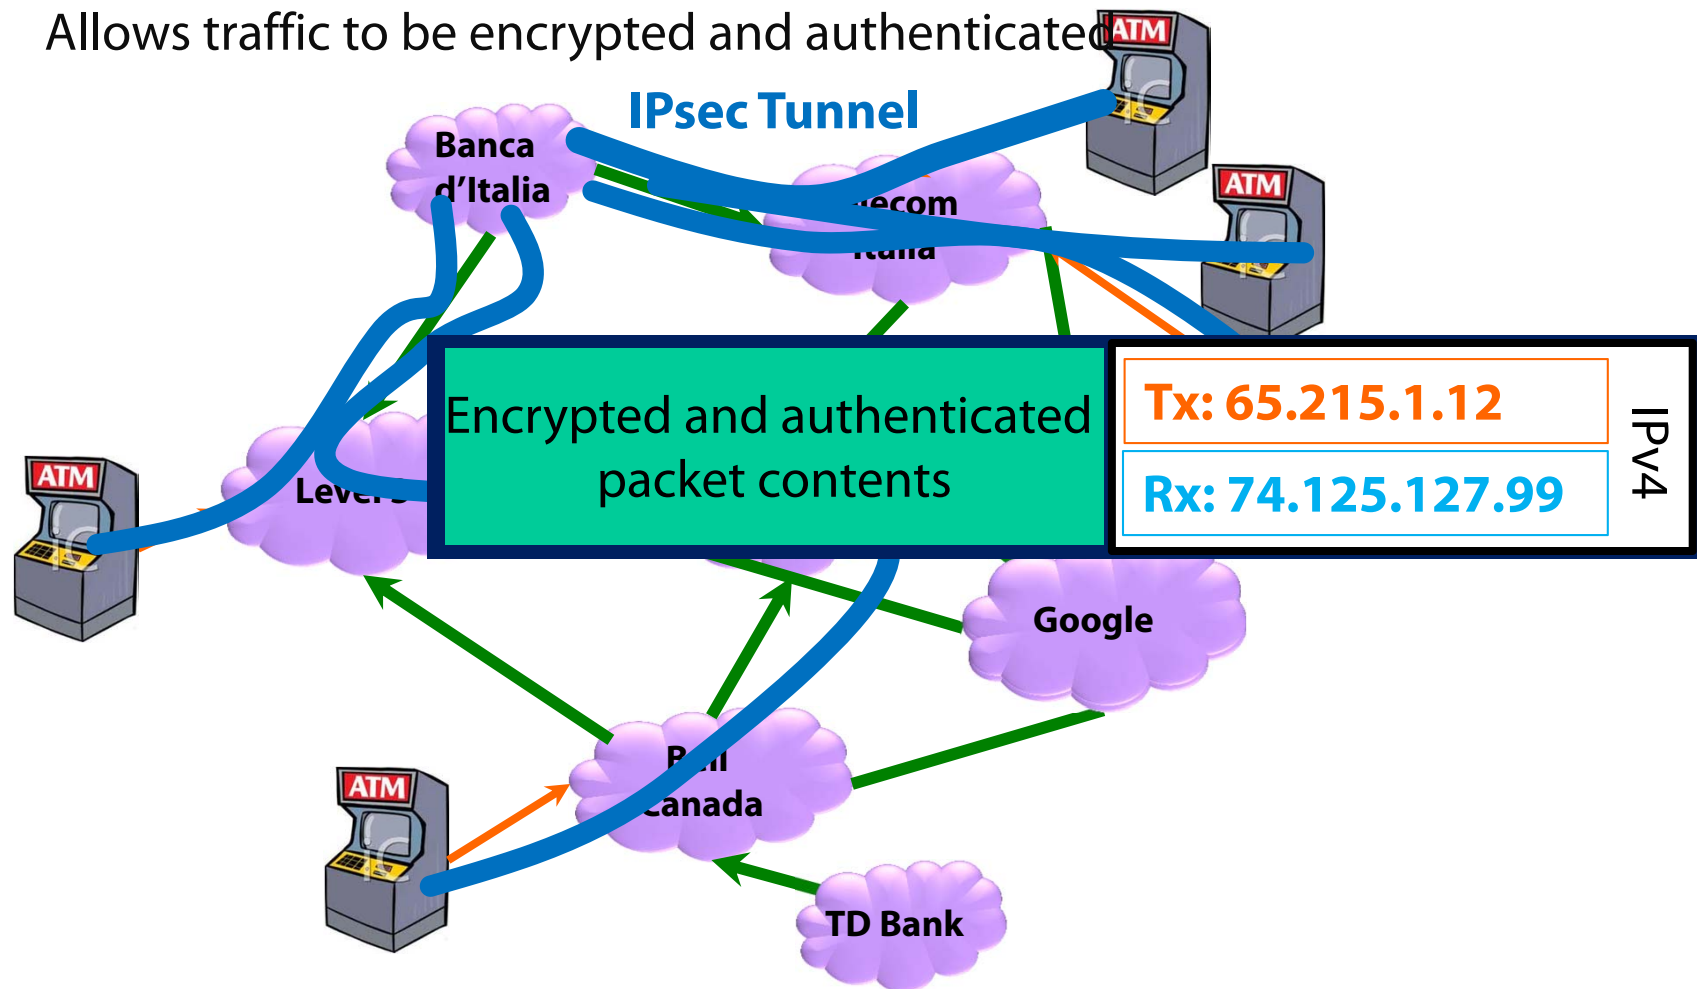 Allows traffic to be encrypted and authenticated
ATM
IPsec Tunnel
Banca
d’Italia
ATM
Italia
Encrypted and authenticated
packet contents
Tx: 65.215.1.12
Rx: 74.125.127.99
IPv4
ATM
Google
ATM
Canada
TD Bank